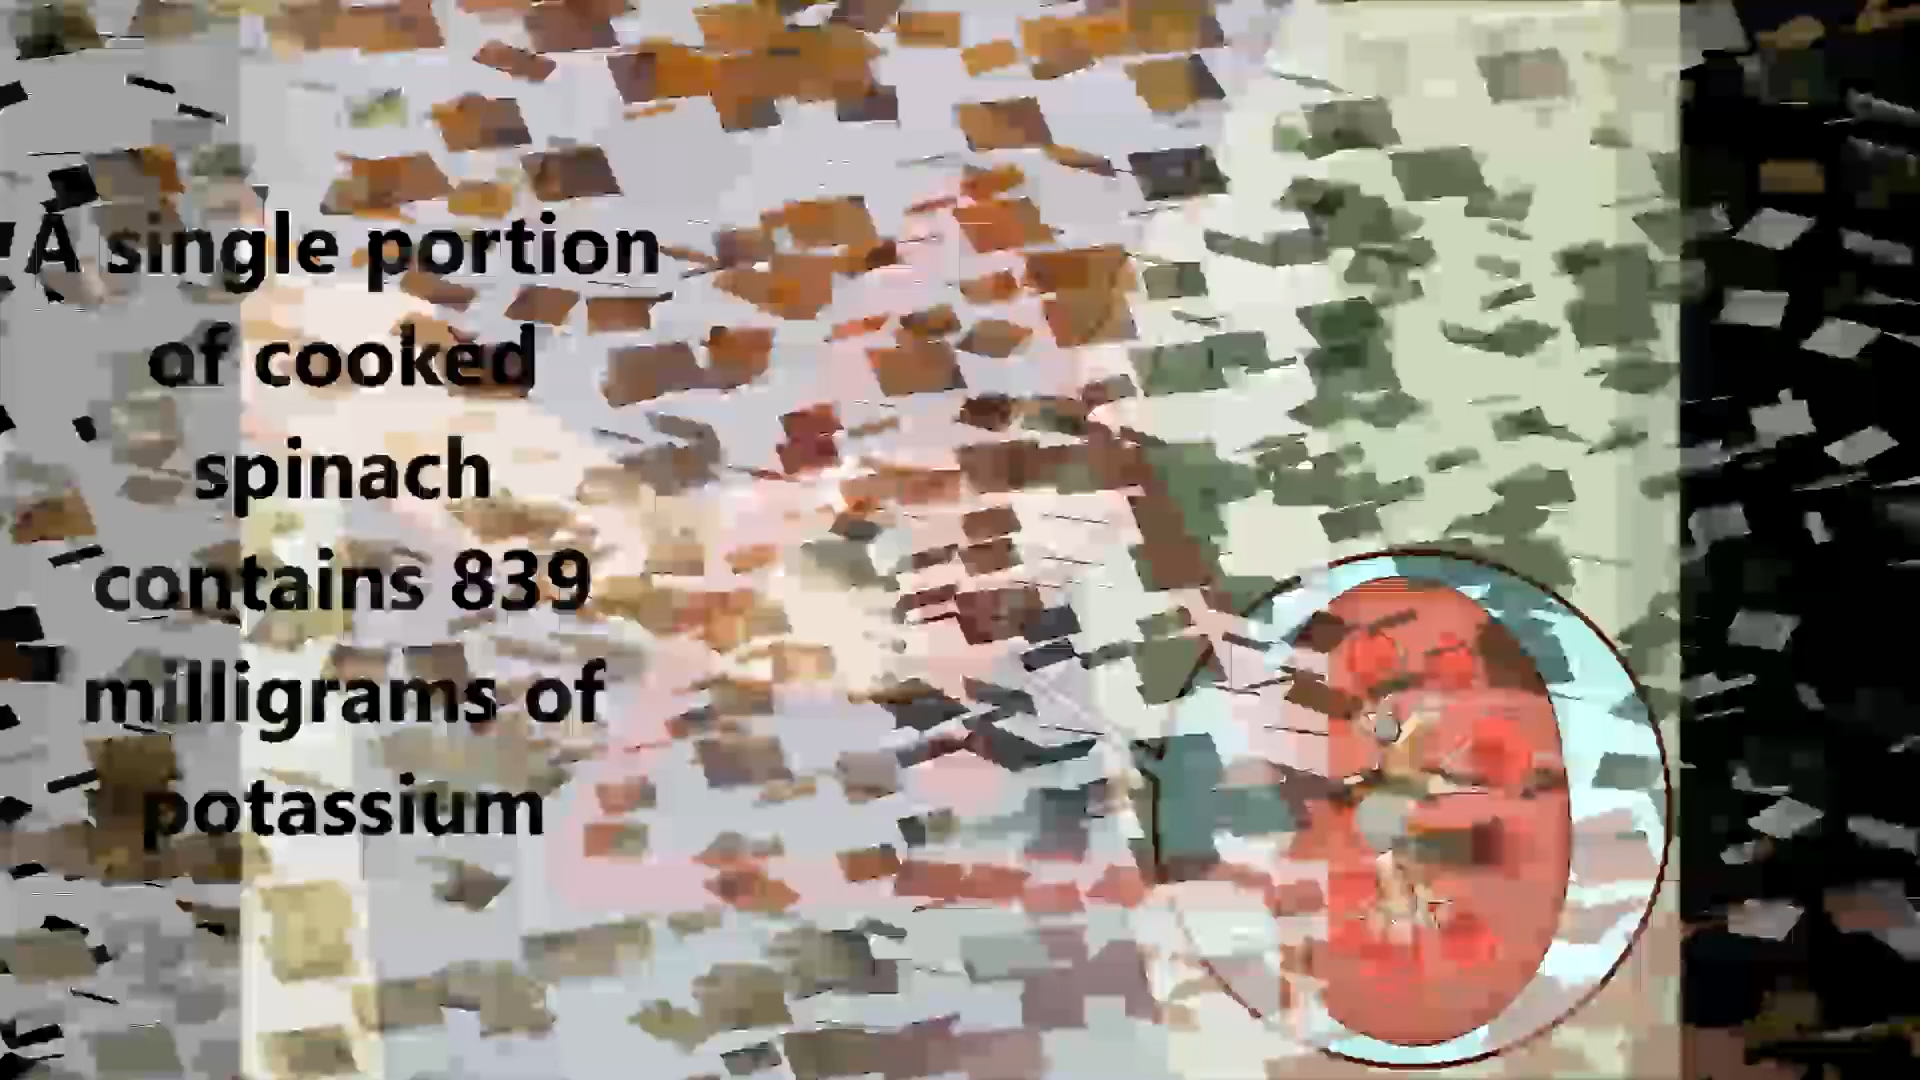 A single portion
of cooked
spinach
contains 839
milligrams of
potassium